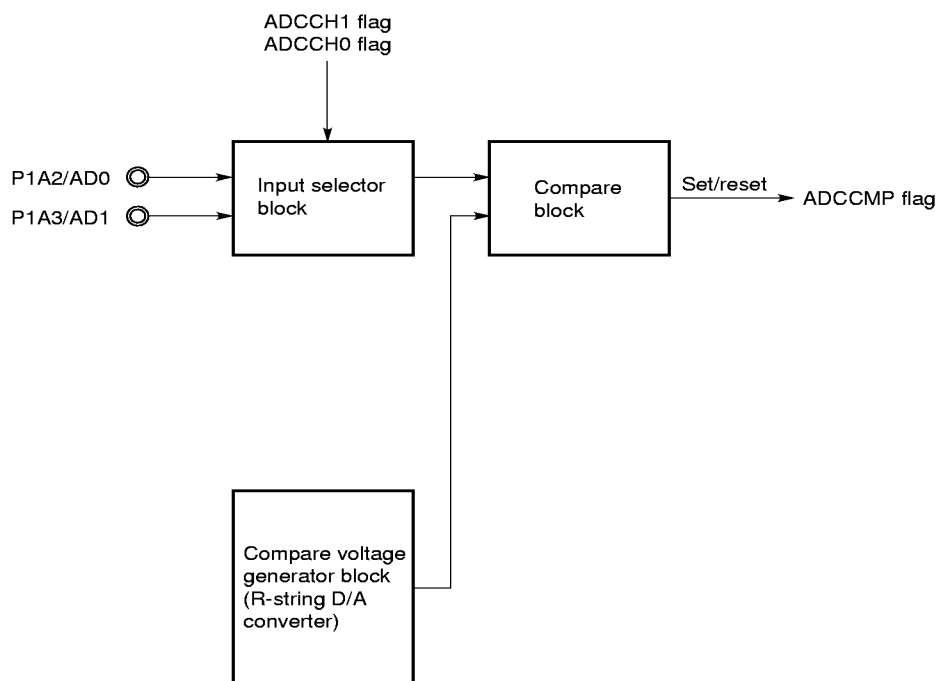 ADCCH1 flag
ADCCH0 flag
P1A2/AD0
P1A3/AD1
Input selector
block
Compare
block
Set/reset
ADCCMP flag
Compare voltage
generator block
(R-string D/A
converter)